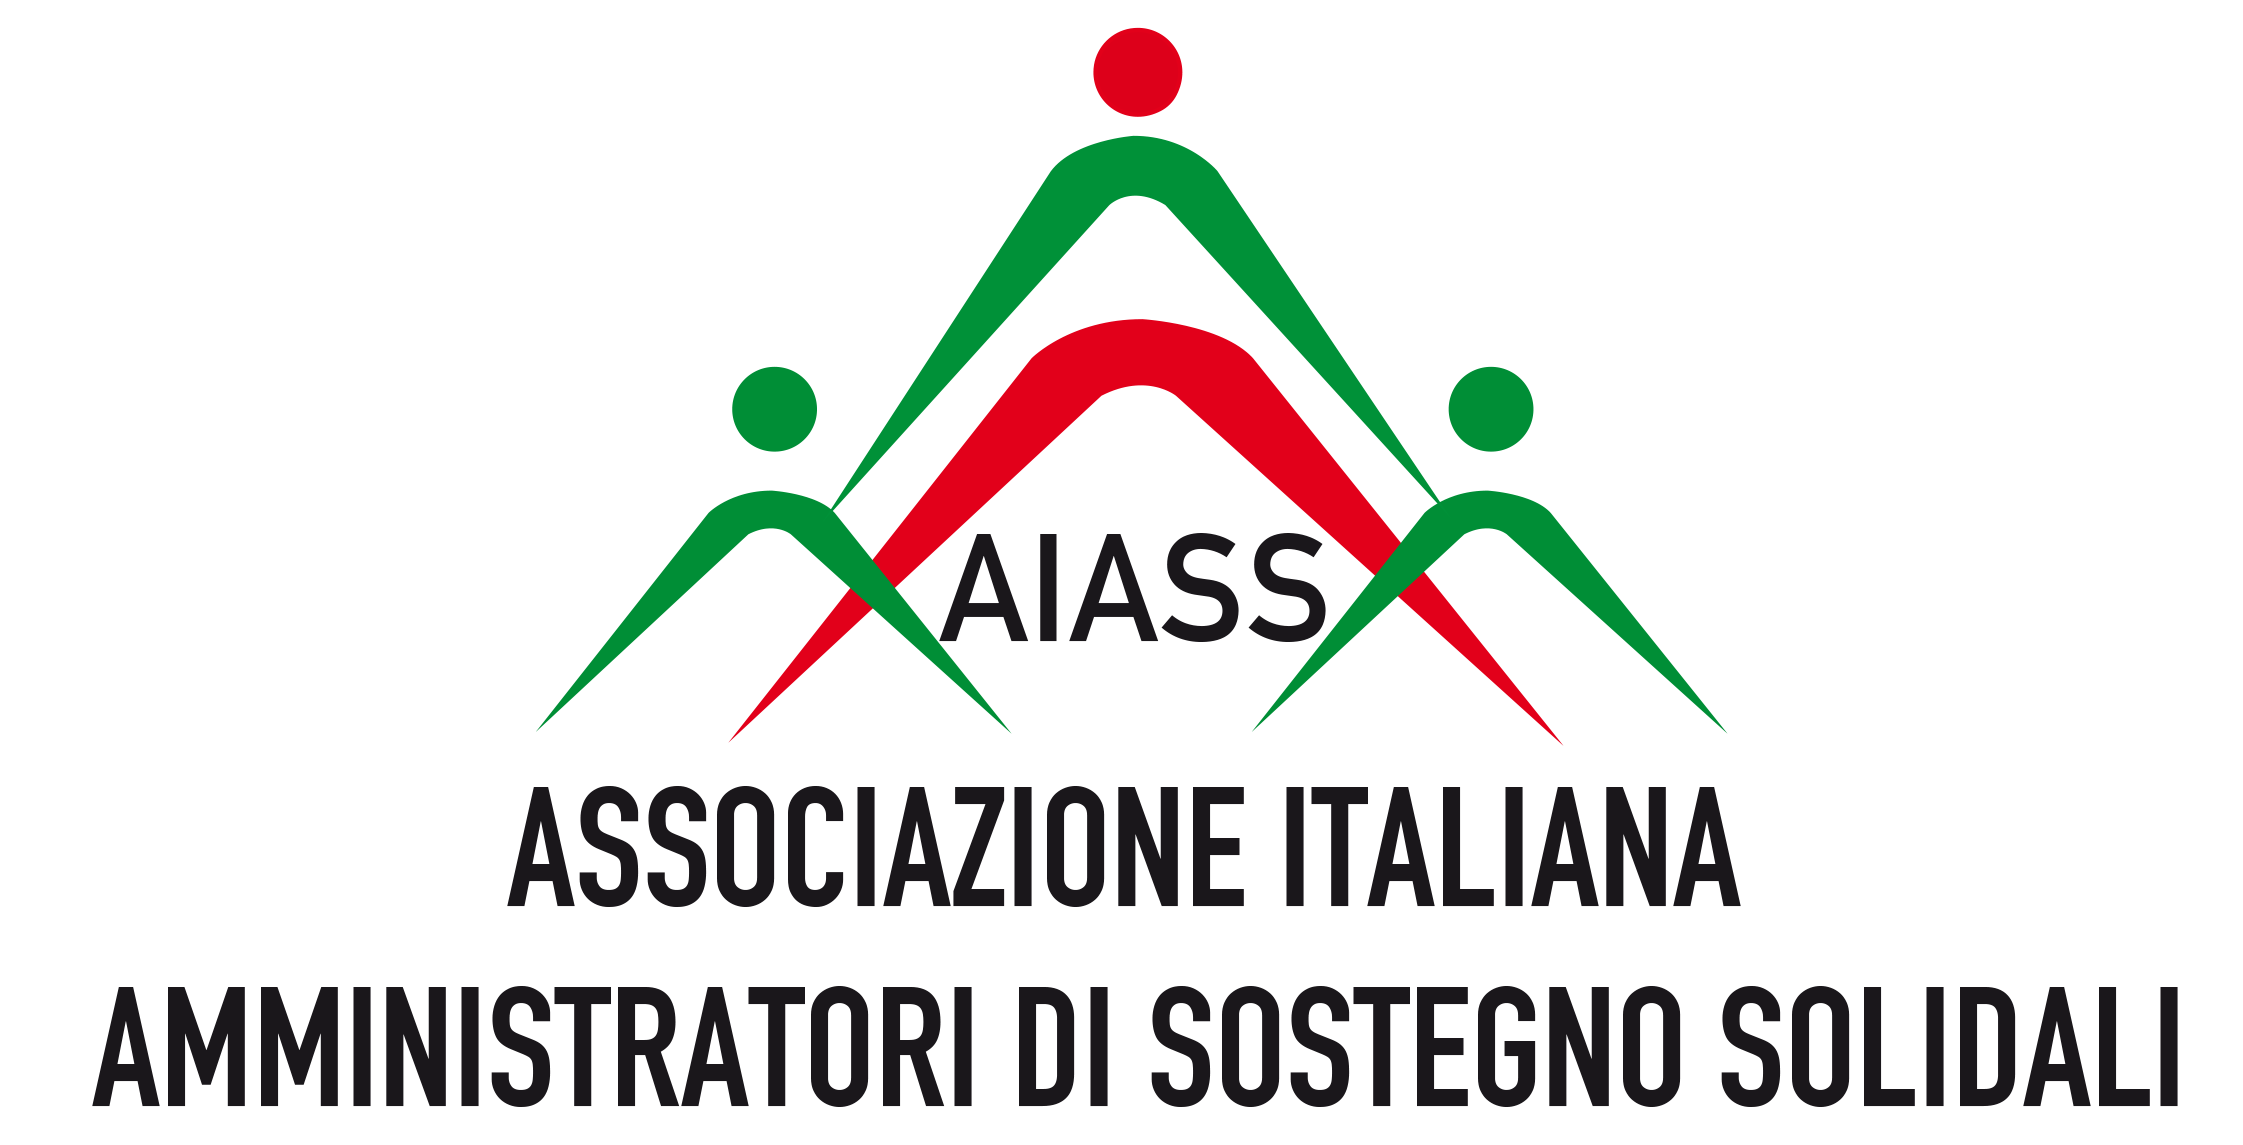 AIASS
ASSOCIAZIONE ITALIANA
AMMINISTRATORI DI SOSTEGNO SOLIDALI